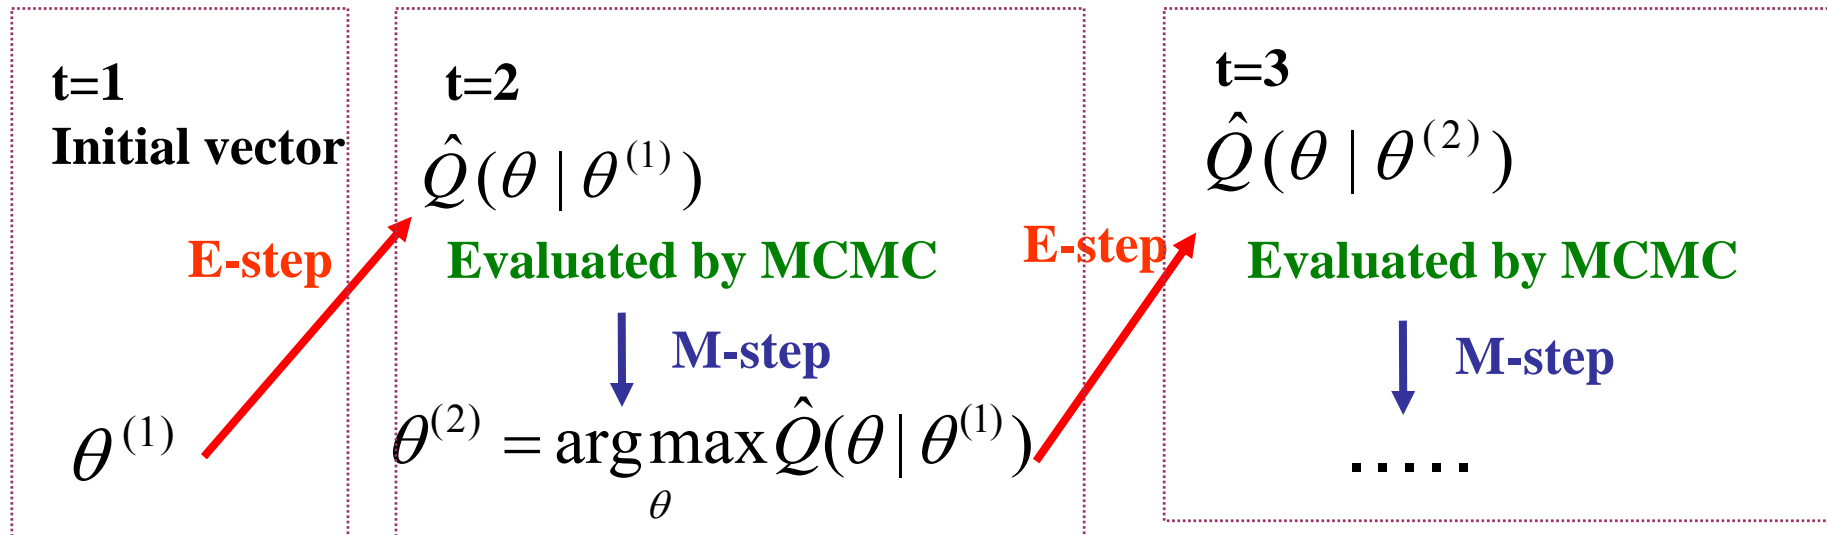 t=1
Initial vector
E-step
θ^(1)
t=2
Q̂(θ | θ^(1))
Evaluated by MCMC
M-step
θ^(2) = arg max Q̂(θ | θ^(1))
θ
E-step
t=3
Q̂(θ | θ^(2))
Evaluated by MCMC
M-step
.....